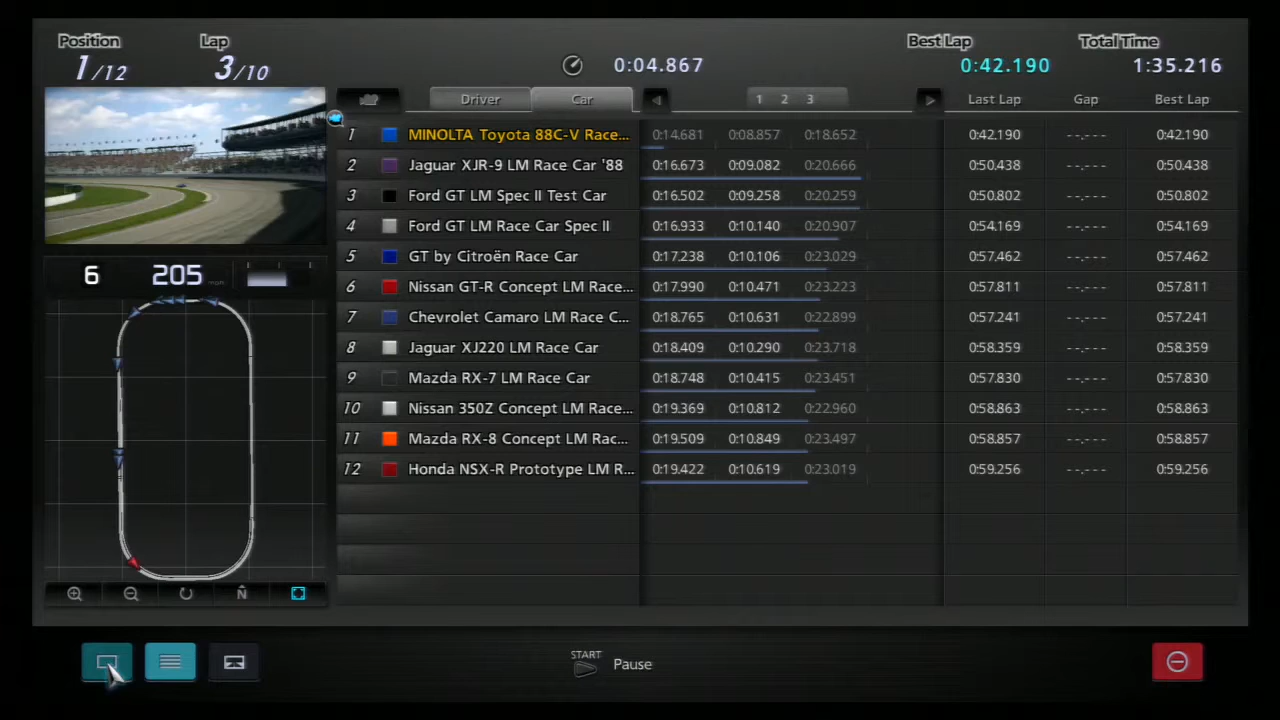 Position Lap Best Lap Total Time
1/12 3/10 0:04.867 0:42.190 1:35.216
Driver Car 1 2 3 Last Lap Gap Best Lap
1 MINOLTA Toyota 88C-V Race... 0:14.681 0:08.857 0:18.652 0:42.190 --.--- 0:42.190
2 Jaguar XJR-9 LM Race Car '88 0:16.673 0:09.082 0:20.666 0:50.438 --.--- 0:50.438
3 Ford GT LM Spec II Test Car 0:16.502 0:09.258 0:20.259 0:50.802 --.--- 0:50.802
4 Ford GT LM Race Car Spec II 0:16.933 0:10.140 0:20.907 0:54.169 --.--- 0:54.169
5 GT by Citroën Race Car 0:17.238 0:10.106 0:23.029 0:57.462 --.--- 0:57.462
6 Nissan GT-R Concept LM Race... 0:17.990 0:10.471 0:23.223 0:57.811 --.--- 0:57.811
7 Chevrolet Camaro LM Race C... 0:18.765 0:10.631 0:22.899 0:57.241 --.--- 0:57.241
8 Jaguar XJ220 LM Race Car 0:18.409 0:10.290 0:23.718 0:58.359 --.--- 0:58.359
9 Mazda RX-7 LM Race Car 0:18.748 0:10.415 0:23.451 0:57.830 --.--- 0:57.830
10 Nissan 350Z Concept LM Race... 0:19.369 0:10.812 0:22.960 0:58.863 --.--- 0:58.863
11 Mazda RX-8 Concept LM Rac... 0:19.509 0:10.849 0:23.497 0:58.857 --.--- 0:58.857
12 Honda NSX-R Prototype LM R... 0:19.422 0:10.619 0:23.019 0:59.256 --.--- 0:59.256
6 205 mph
N
START
Pause